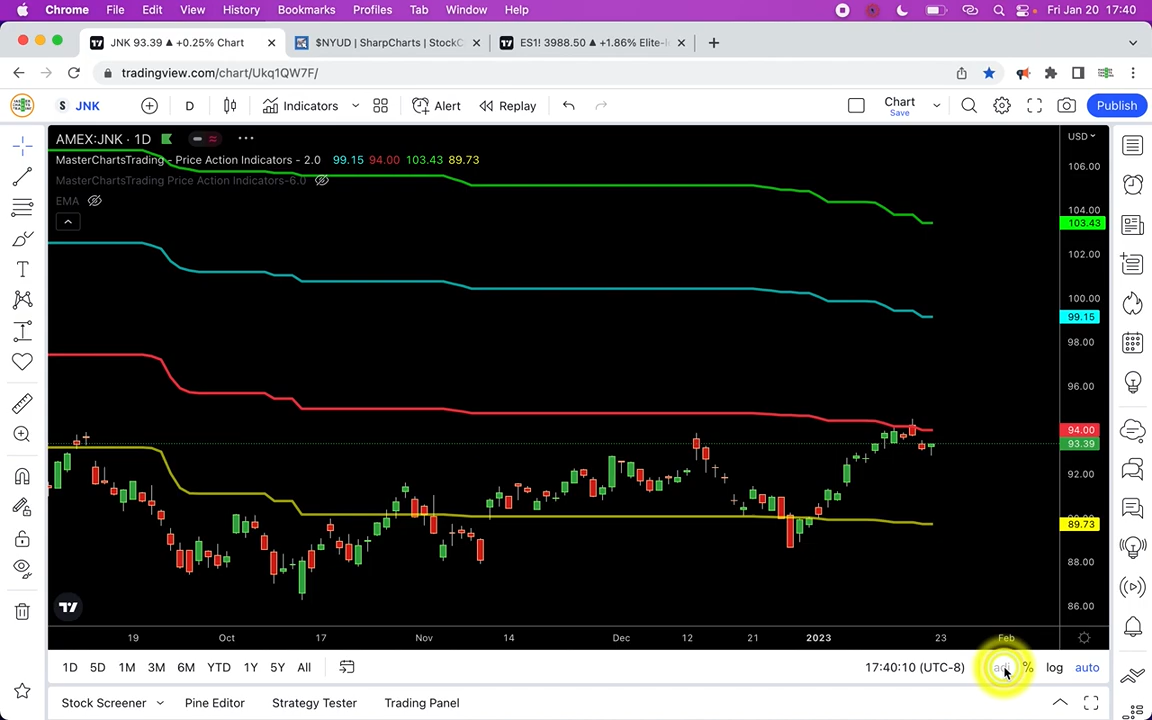 Chrome File Edit View History Bookmarks Profiles Tab Window Help Fri Jan 20 17:40
JNK 93.39 ▲ +0.25% Chart $NYUD | SharpCharts | StockC ES1! 3988.50 ▲ +1.86% Elite-
tradingview.com/chart/Ukq1QW7F/
S JNK D Indicators Alert Replay Chart Save Publish
AMEX:JNK · 1D USD
MasterChartsTrading - Price Action Indicators - 2.0 99.15 94.00 103.43 89.73
MasterChartsTrading Price Action Indicators-6.0
EMA
106.00
104.00
103.43
102.00
100.00
99.15
98.00
96.00
94.00
93.39
92.00
89.73
88.00
86.00
19 Oct 17 Nov 14 Dec 12 21 2023 23 Feb
1D 5D 1M 3M 6M YTD 1Y 5Y All 17:40:10 (UTC-8) adj % log auto
Stock Screener Pine Editor Strategy Tester Trading Panel